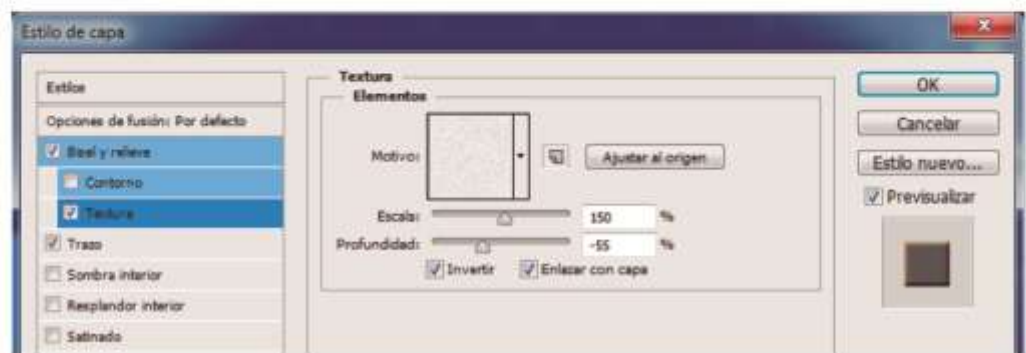 Estilo de capa
Estilos
Opciones de fusión: Por defecto
Bisel y relieve
Contorno
Textura
Trazo
Sombra interior
Resplandor interior
Satinado
Textura
Elementos
Motivo:
Ajustar al origen
Escala: 150 %
Profundidad: -55 %
Invertir Enlazar con capa
OK
Cancelar
Estilo nuevo...
Previsualizar